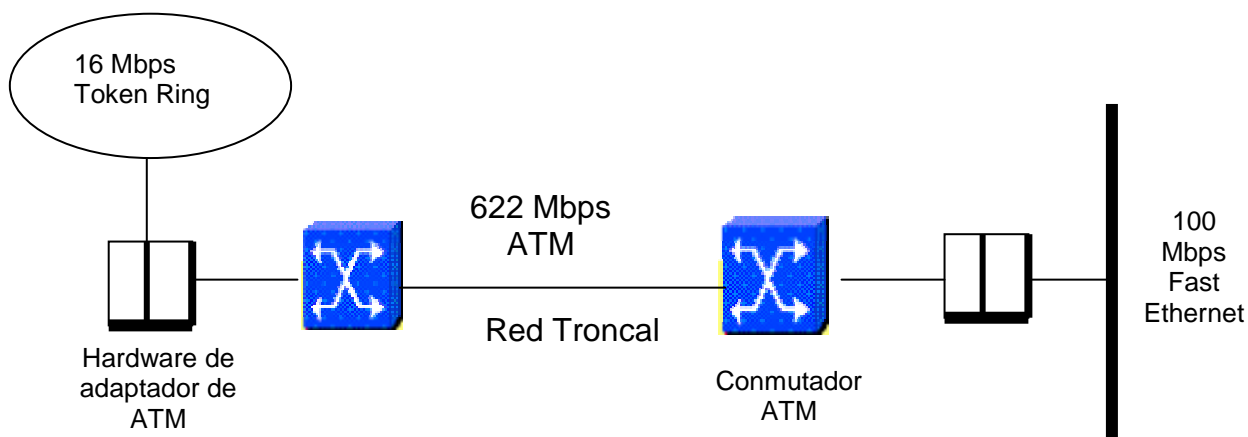 16 Mbps
Token Ring
622 Mbps
ATM
Red Troncal
Hardware de
adaptador de
ATM
Conmutador
ATM
100
Mbps
Fast
Ethernet